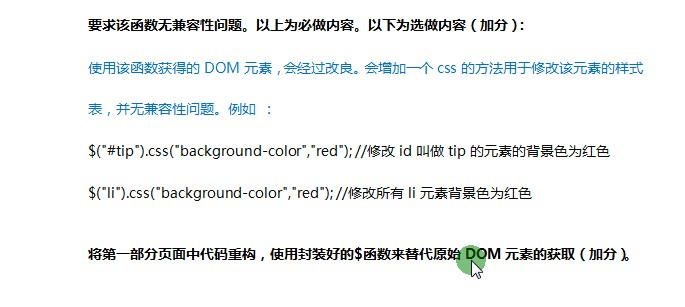 要求该函数无兼容性问题。以上为必做内容。以下为选做内容（加分）：
使用该函数获得的 DOM 元素，会经过改良。会增加一个 css 的方法用于修改该元素的样式
表，并无兼容性问题。例如 ：
$("#tip").css("background-color","red"); //修改 id 叫做 tip 的元素的背景色为红色
$("li").css("background-color","red"); //修改所有 li 元素背景色为红色
将第一部分页面中代码重构，使用封装好的$函数来替代原始 DOM 元素的获取（加分）。